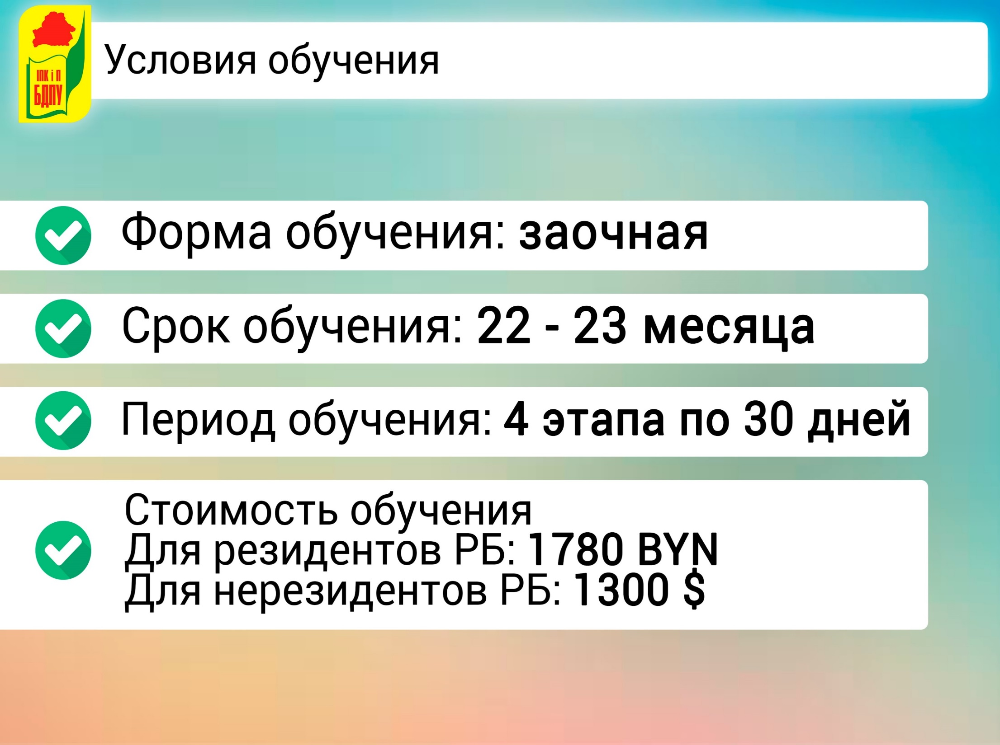 ІПК і П
БДПУ
Условия обучения
Форма обучения: заочная
Срок обучения: 22 - 23 месяца
Период обучения: 4 этапа по 30 дней
Стоимость обучения
Для резидентов РБ: 1780 BYN
Для нерезидентов РБ: 1300 $